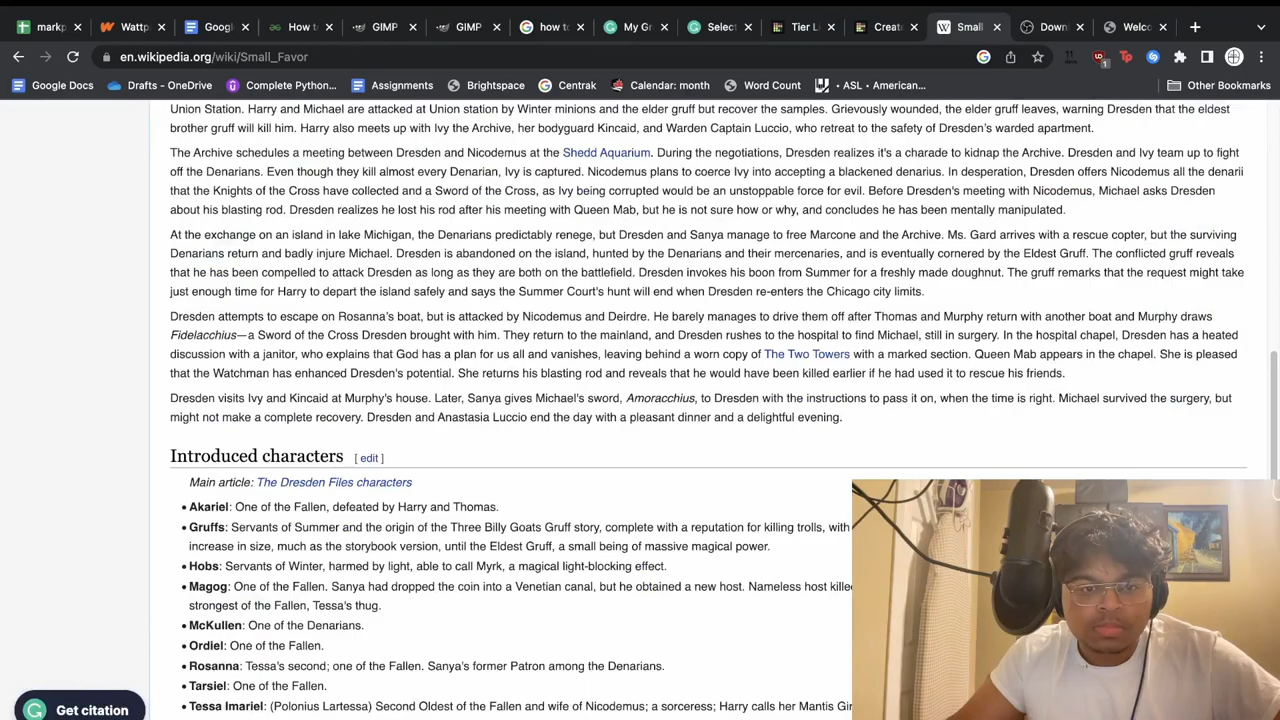 markp
Wattp
Googl
How t
GIMP
GIMP
how to
My Gr
Select
Tier Li
Create
Small
Down
Welc
en.wikipedia.org/wiki/Small_Favor
Google Docs
Drafts - OneDrive
Complete Python...
Assignments
Brightspace
Centrak
Calendar: month
Word Count
• ASL - American...
Other Bookmarks
Union Station. Harry and Michael are attacked at Union station by Winter minions and the elder gruff but recover the samples. Grievously wounded, the elder gruff leaves, warning Dresden that the eldest
brother gruff will kill him. Harry also meets up with Ivy the Archive, her bodyguard Kincaid, and Warden Captain Luccio, who retreat to the safety of Dresden's warded apartment.
The Archive schedules a meeting between Dresden and Nicodemus at the Shedd Aquarium. During the negotiations, Dresden realizes it's a charade to kidnap the Archive. Dresden and Ivy team up to fight
off the Denarians. Even though they kill almost every Denarian, Ivy is captured. Nicodemus plans to coerce Ivy into accepting a blackened denarius. In desperation, Dresden offers Nicodemus all the denarii
that the Knights of the Cross have collected and a Sword of the Cross, as Ivy being corrupted would be an unstoppable force for evil. Before Dresden's meeting with Nicodemus, Michael asks Dresden
about his blasting rod. Dresden realizes he lost his rod after his meeting with Queen Mab, but he is not sure how or why, and concludes he has been mentally manipulated.
At the exchange on an island in lake Michigan, the Denarians predictably renege, but Dresden and Sanya manage to free Marcone and the Archive. Ms. Gard arrives with a rescue copter, but the surviving
Denarians return and badly injure Michael. Dresden is abandoned on the island, hunted by the Denarians and their mercenaries, and is eventually cornered by the Eldest Gruff. The conflicted gruff reveals
that he has been compelled to attack Dresden as long as they are both on the battlefield. Dresden invokes his boon from Summer for a freshly made doughnut. The gruff remarks that the request might take
just enough time for Harry to depart the island safely and says the Summer Court's hunt will end when Dresden re-enters the Chicago city limits.
Dresden attempts to escape on Rosanna's boat, but is attacked by Nicodemus and Deirdre. He barely manages to drive them off after Thomas and Murphy return with another boat and Murphy draws
Fidelacchius—a Sword of the Cross Dresden brought with him. They return to the mainland, and Dresden rushes to the hospital to find Michael, still in surgery. In the hospital chapel, Dresden has a heated
discussion with a janitor, who explains that God has a plan for us all and vanishes, leaving behind a worn copy of The Two Towers with a marked section. Queen Mab appears in the chapel. She is pleased
that the Watchman has enhanced Dresden's potential. She returns his blasting rod and reveals that he would have been killed earlier if he had used it to rescue his friends.
Dresden visits Ivy and Kincaid at Murphy's house. Later, Sanya gives Michael's sword, Amoracchius, to Dresden with the instructions to pass it on, when the time is right. Michael survived the surgery, but
might not make a complete recovery. Dresden and Anastasia Luccio end the day with a pleasant dinner and a delightful evening.
Introduced characters [ edit ]
Main article: The Dresden Files characters
• Akariel: One of the Fallen, defeated by Harry and Thomas.
• Gruffs: Servants of Summer and the origin of the Three Billy Goats Gruff story, complete with a reputation for killing trolls, with
increase in size, much as the storybook version, until the Eldest Gruff, a small being of massive magical power.
• Hobs: Servants of Winter, harmed by light, able to call Myrk, a magical light-blocking effect.
• Magog: One of the Fallen. Sanya had dropped the coin into a Venetian canal, but he obtained a new host. Nameless host kille
strongest of the Fallen, Tessa's thug.
• McKullen: One of the Denarians.
• Ordiel: One of the Fallen.
• Rosanna: Tessa's second; one of the Fallen. Sanya's former Patron among the Denarians.
• Tarsiel: One of the Fallen.
• Tessa Imariel: (Polonius Lartessa) Second Oldest of the Fallen and wife of Nicodemus; a sorceress; Harry calls her Mantis Gir
Get citation